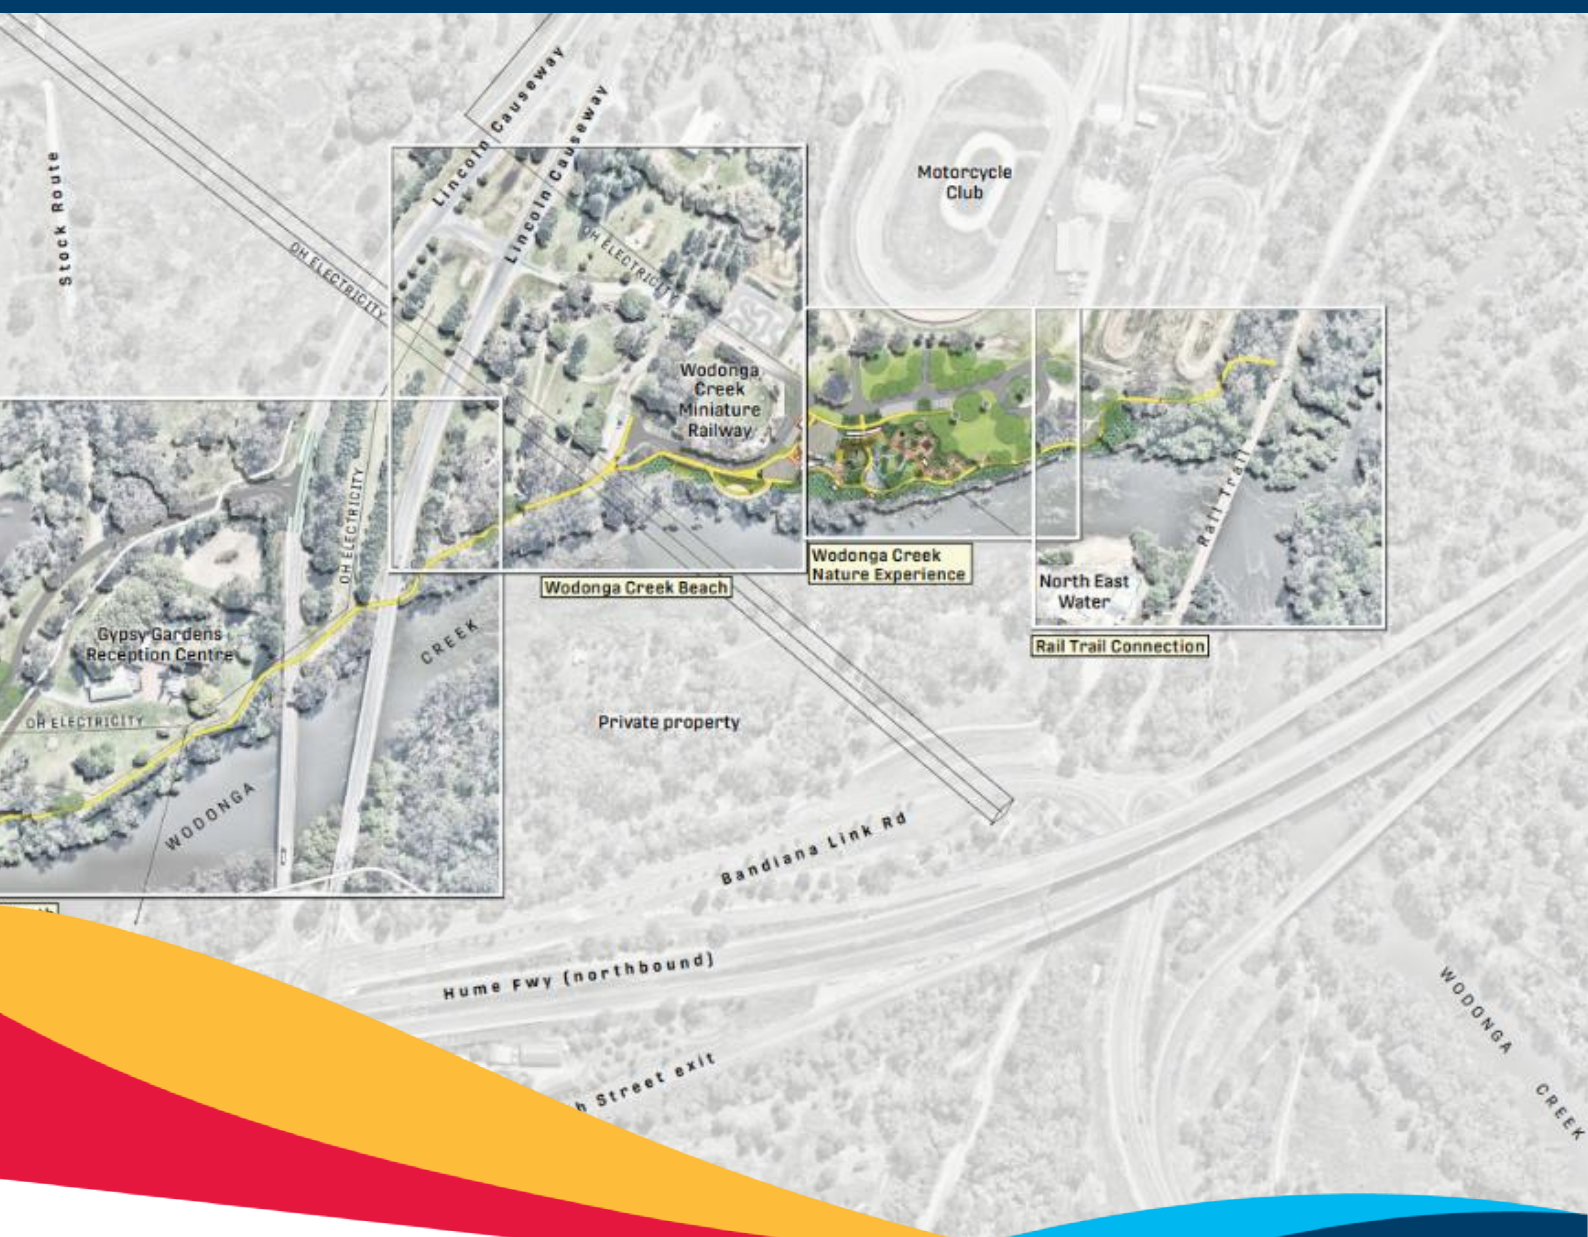 Lincoln Causeway
Lincoln Causeway
Stock Route
Motorcycle
Club
OH ELECTRICITY
OH ELECTRICITY
Wodonga
Creek
Miniature
Railway
OH ELECTRICITY
Rail Trail
Wodonga Creek
Nature Experience
Wodonga Creek Beach
North East
Water
Gypsy Gardens
Reception Centre
CREEK
Rail Trail Connection
OH ELECTRICITY
Private property
WODONGA
Bandiana Link Rd
Hume Fwy (northbound)
WODONGA
CREEK
h Street exit